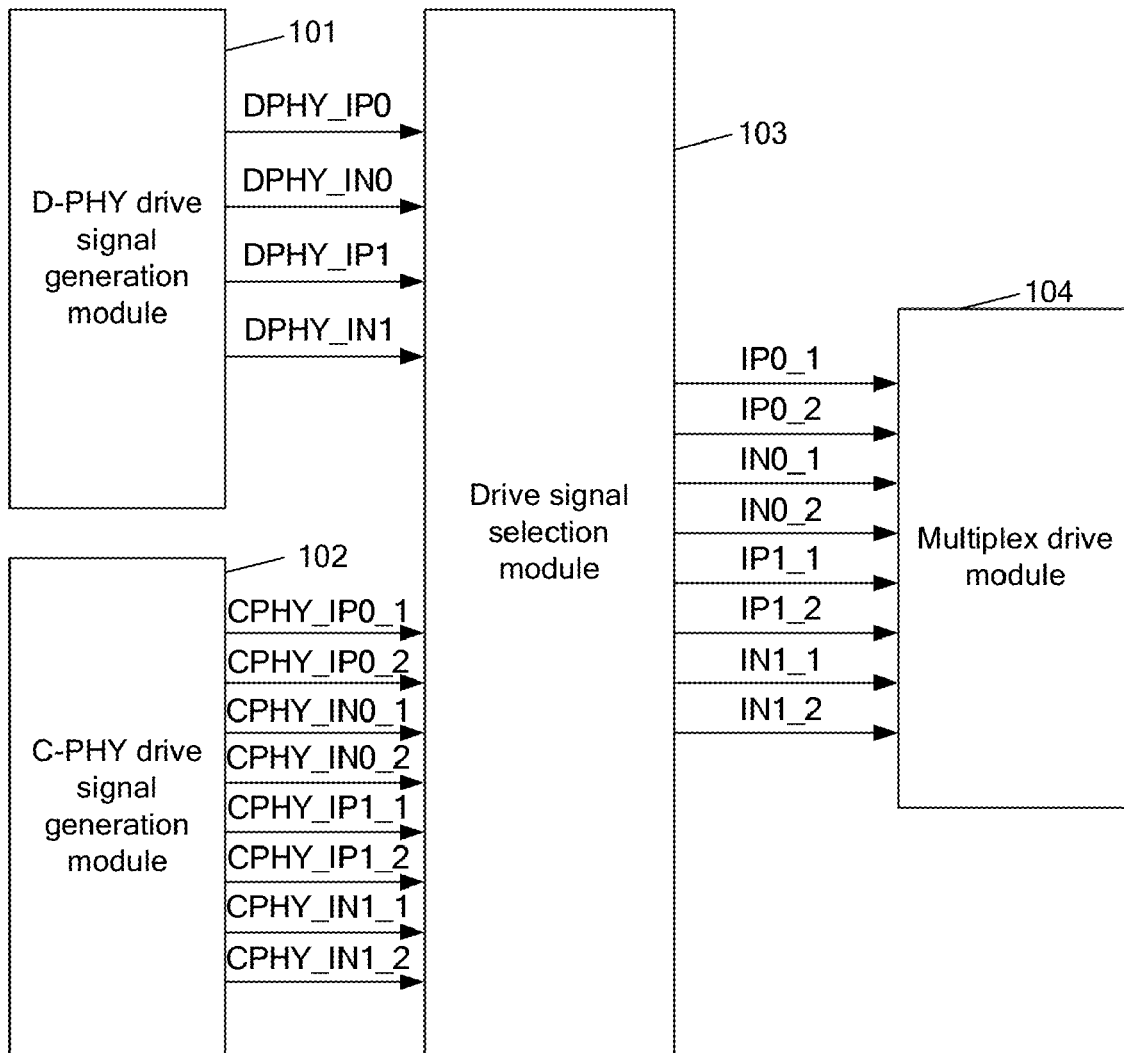 101
DPHY_IP0
DPHY_IN0
DPHY_IP1
DPHY_IN1
D-PHY drive
signal
generation
module
102
CPHY_IP0_1
CPHY_IP0_2
CPHY_IN0_1
CPHY_IN0_2
CPHY_IP1_1
CPHY_IP1_2
CPHY_IN1_1
CPHY_IN1_2
C-PHY drive
signal
generation
module
103
Drive signal
selection
module
IP0_1
IP0_2
IN0_1
IN0_2
IP1_1
IP1_2
IN1_1
IN1_2
104
Multiplex drive
module